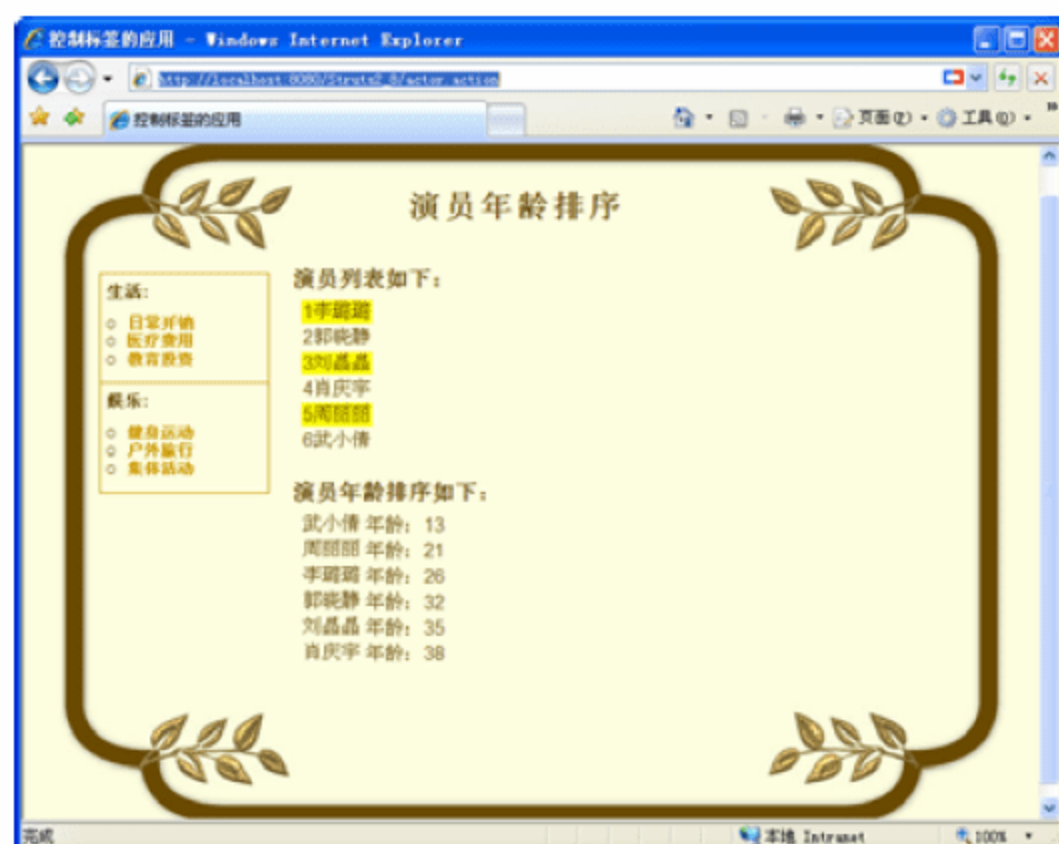 控制标签的应用 - Windows Internet Explorer
http://localhost:8080/Struts2_8/actor.action
控制标签的应用
页面(P)
工具(O)
演员年龄排序
生活:
日常开销
医疗费用
教育投资
娱乐:
健身运动
户外旅行
集体活动
演员列表如下：
1李璐璐
2郭晓静
3刘晶晶
4肖庆宇
5周丽丽
6武小倩
演员年龄排序如下：
武小倩 年龄：13
周丽丽 年龄：21
李璐璐 年龄：26
郭晓静 年龄：32
刘晶晶 年龄：35
肖庆宇 年龄：38
完成
本地 Intranet
100%